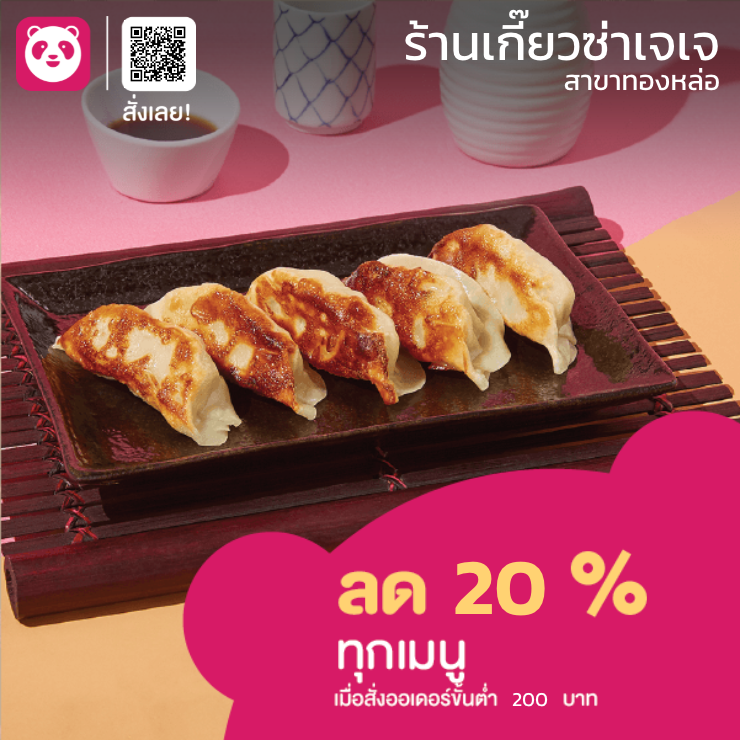 ร้านเกี๊ยวซ่าเจเจ
สาขาทองหล่อ
สั่งเลย!
ลด 20 %
ทุกเมนู
เมื่อสั่งออเดอร์ขั้นต่ำ 200 บาท